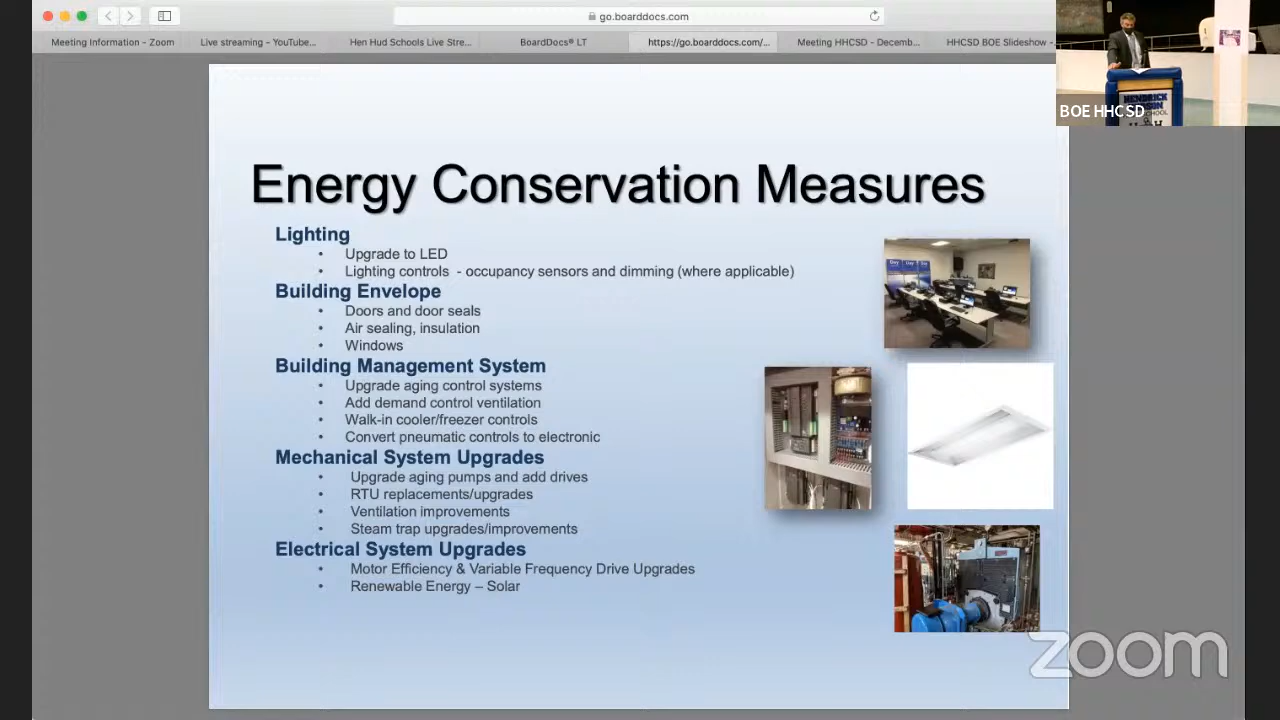 go.boarddocs.com
Meeting Information - Zoom
Live streaming - YouTube...
Hen Hud Schools Live Stre...
BoardDocs® LT
https://go.boarddocs.com/...
Meeting HHCSD - Decemb...
HHCSD BOE Slideshow -
HENDRICK
BOE HHCSD
Energy Conservation Measures
Lighting
• Upgrade to LED
• Lighting controls - occupancy sensors and dimming (where applicable)
Building Envelope
• Doors and door seals
• Air sealing, insulation
• Windows
Building Management System
• Upgrade aging control systems
• Add demand control ventilation
• Walk-in cooler/freezer controls
• Convert pneumatic controls to electronic
Mechanical System Upgrades
• Upgrade aging pumps and add drives
• RTU replacements/upgrades
• Ventilation improvements
• Steam trap upgrades/improvements
Electrical System Upgrades
• Motor Efficiency & Variable Frequency Drive Upgrades
• Renewable Energy – Solar
zoom